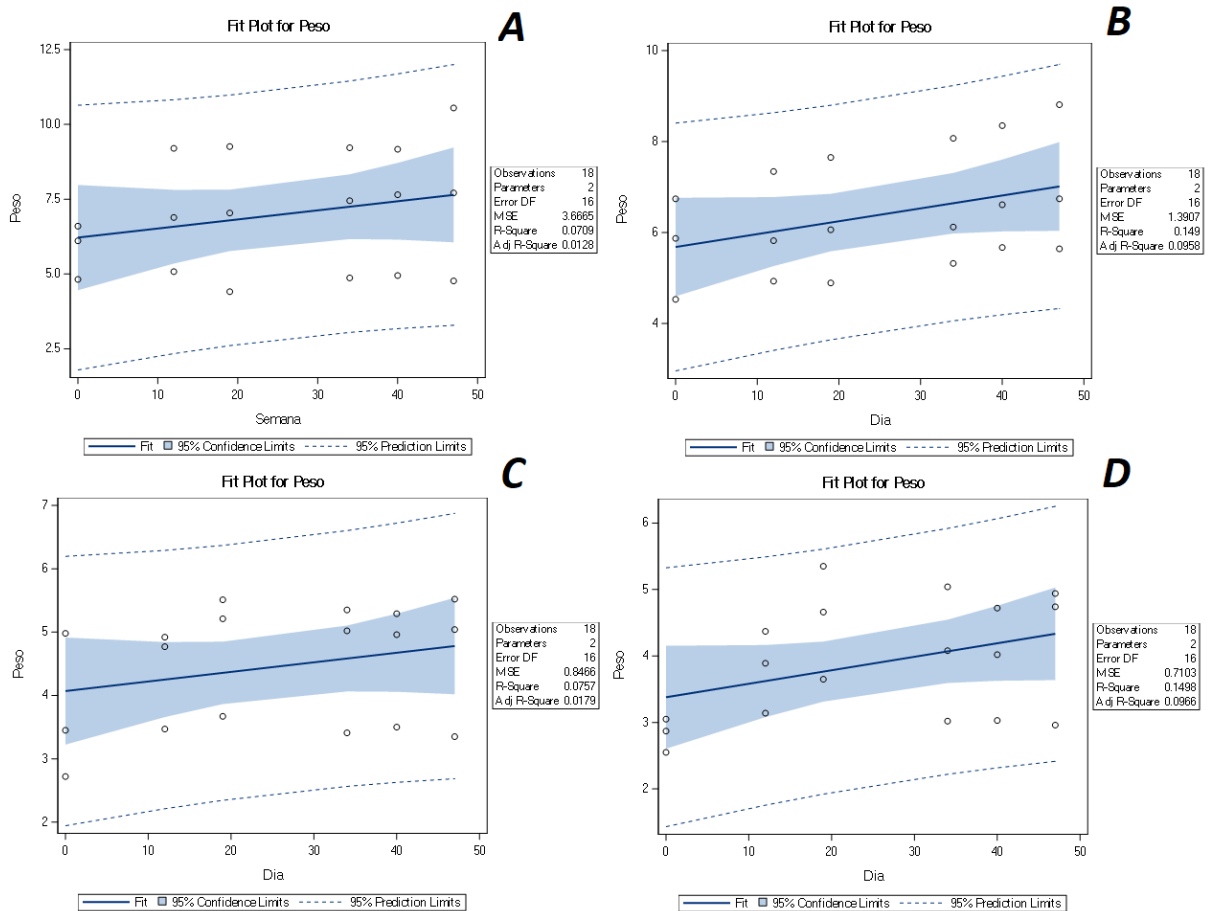 A
Fit Plot for Peso
12.5
10.0
7.5
5.0
2.5
Peso
0 10 20 30 40 50
Semana
Observations 18
Parameters 2
Error DF 16
MSE 3.6665
R-Square 0.0709
Adj R-Square 0.0128
Fit 95% Confidence Limits 95% Prediction Limits
B
Fit Plot for Peso
10
8
6
4
Peso
0 10 20 30 40 50
Dia
Observations 18
Parameters 2
Error DF 16
MSE 1.3907
R-Square 0.149
Adj R-Square 0.0958
Fit 95% Confidence Limits 95% Prediction Limits
C
Fit Plot for Peso
7
6
5
4
3
2
Peso
0 10 20 30 40 50
Dia
Observations 18
Parameters 2
Error DF 16
MSE 0.8466
R-Square 0.0757
Adj R-Square 0.0179
Fit 95% Confidence Limits 95% Prediction Limits
D
Fit Plot for Peso
6
5
4
3
2
Peso
0 10 20 30 40 50
Dia
Observations 18
Parameters 2
Error DF 16
MSE 0.7103
R-Square 0.1498
Adj R-Square 0.0966
Fit 95% Confidence Limits 95% Prediction Limits